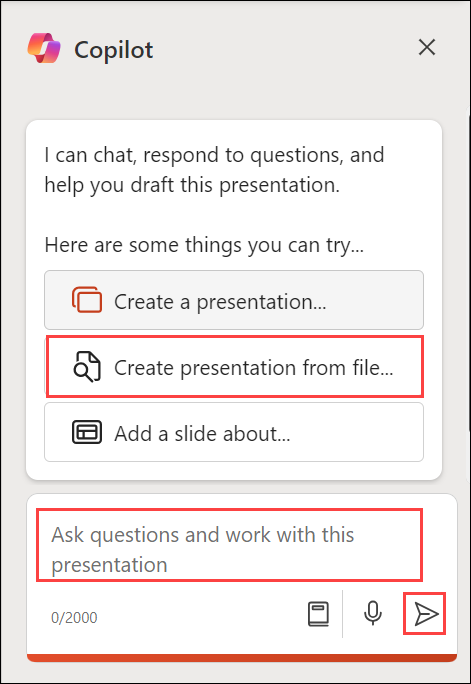 Copilot
I can chat, respond to questions, and
help you draft this presentation.
Here are some things you can try...
Create a presentation...
Create presentation from file...
Add a slide about...
Ask questions and work with this
presentation
0/2000